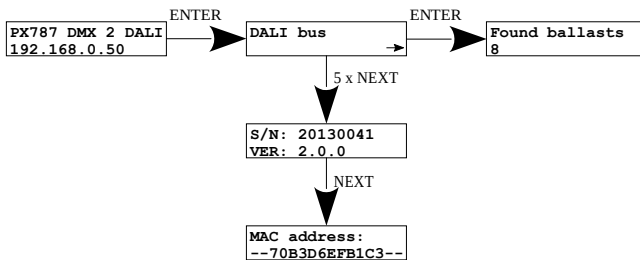 ENTER
ENTER
PX787 DMX 2 DALI
192.168.0.50
DALI bus
Found ballasts
8
5 x NEXT
S/N: 20130041
VER: 2.0.0
NEXT
MAC address:
--70B3D6EFB1C3--